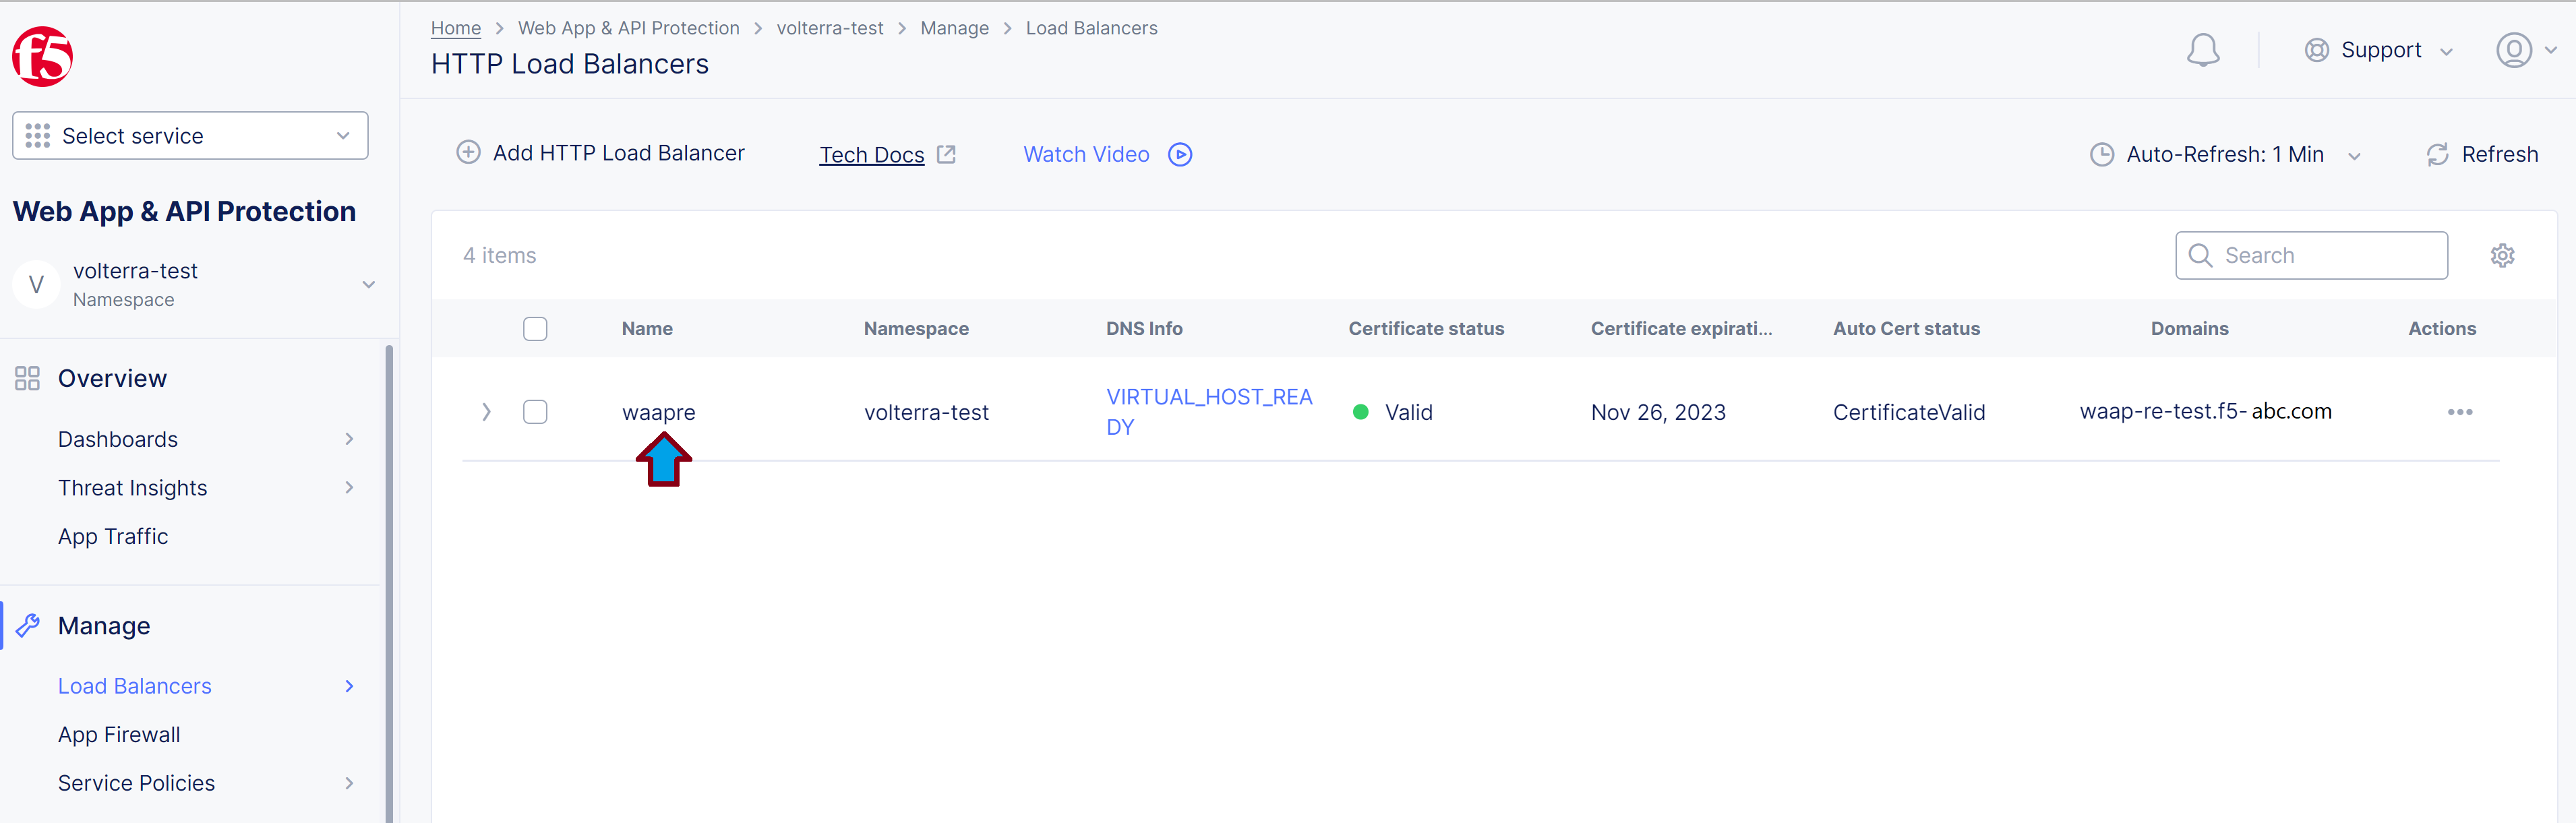 f5
Home > Web App & API Protection > volterra-test > Manage > Load Balancers
HTTP Load Balancers
Support
Select service
Web App & API Protection
V
volterra-test
Namespace
Overview
Dashboards
Threat Insights
App Traffic
Manage
Load Balancers
App Firewall
Service Policies
Add HTTP Load Balancer
Tech Docs
Watch Video
Auto-Refresh: 1 Min
Refresh
4 items
Search
Name Namespace DNS Info Certificate status Certificate expirati... Auto Cert status Domains Actions
waapre volterra-test VIRTUAL_HOST_REA Valid Nov 26, 2023 CertificateValid waap-re-test.f5-abc.com
DY